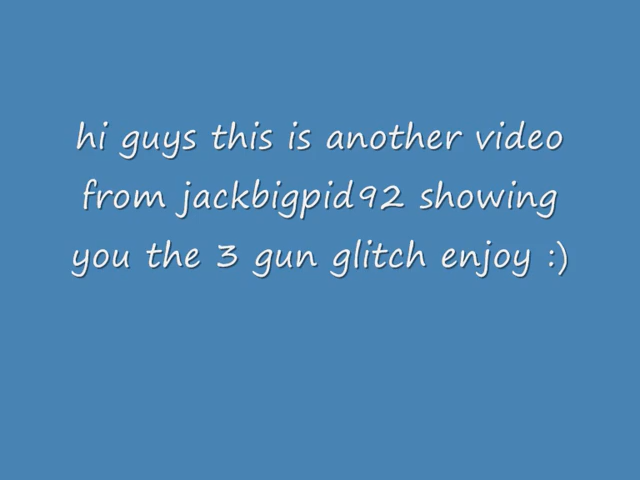 hi guys this is another video
from jackbigpid92 showing
you the 3 gun glitch enjoy :)